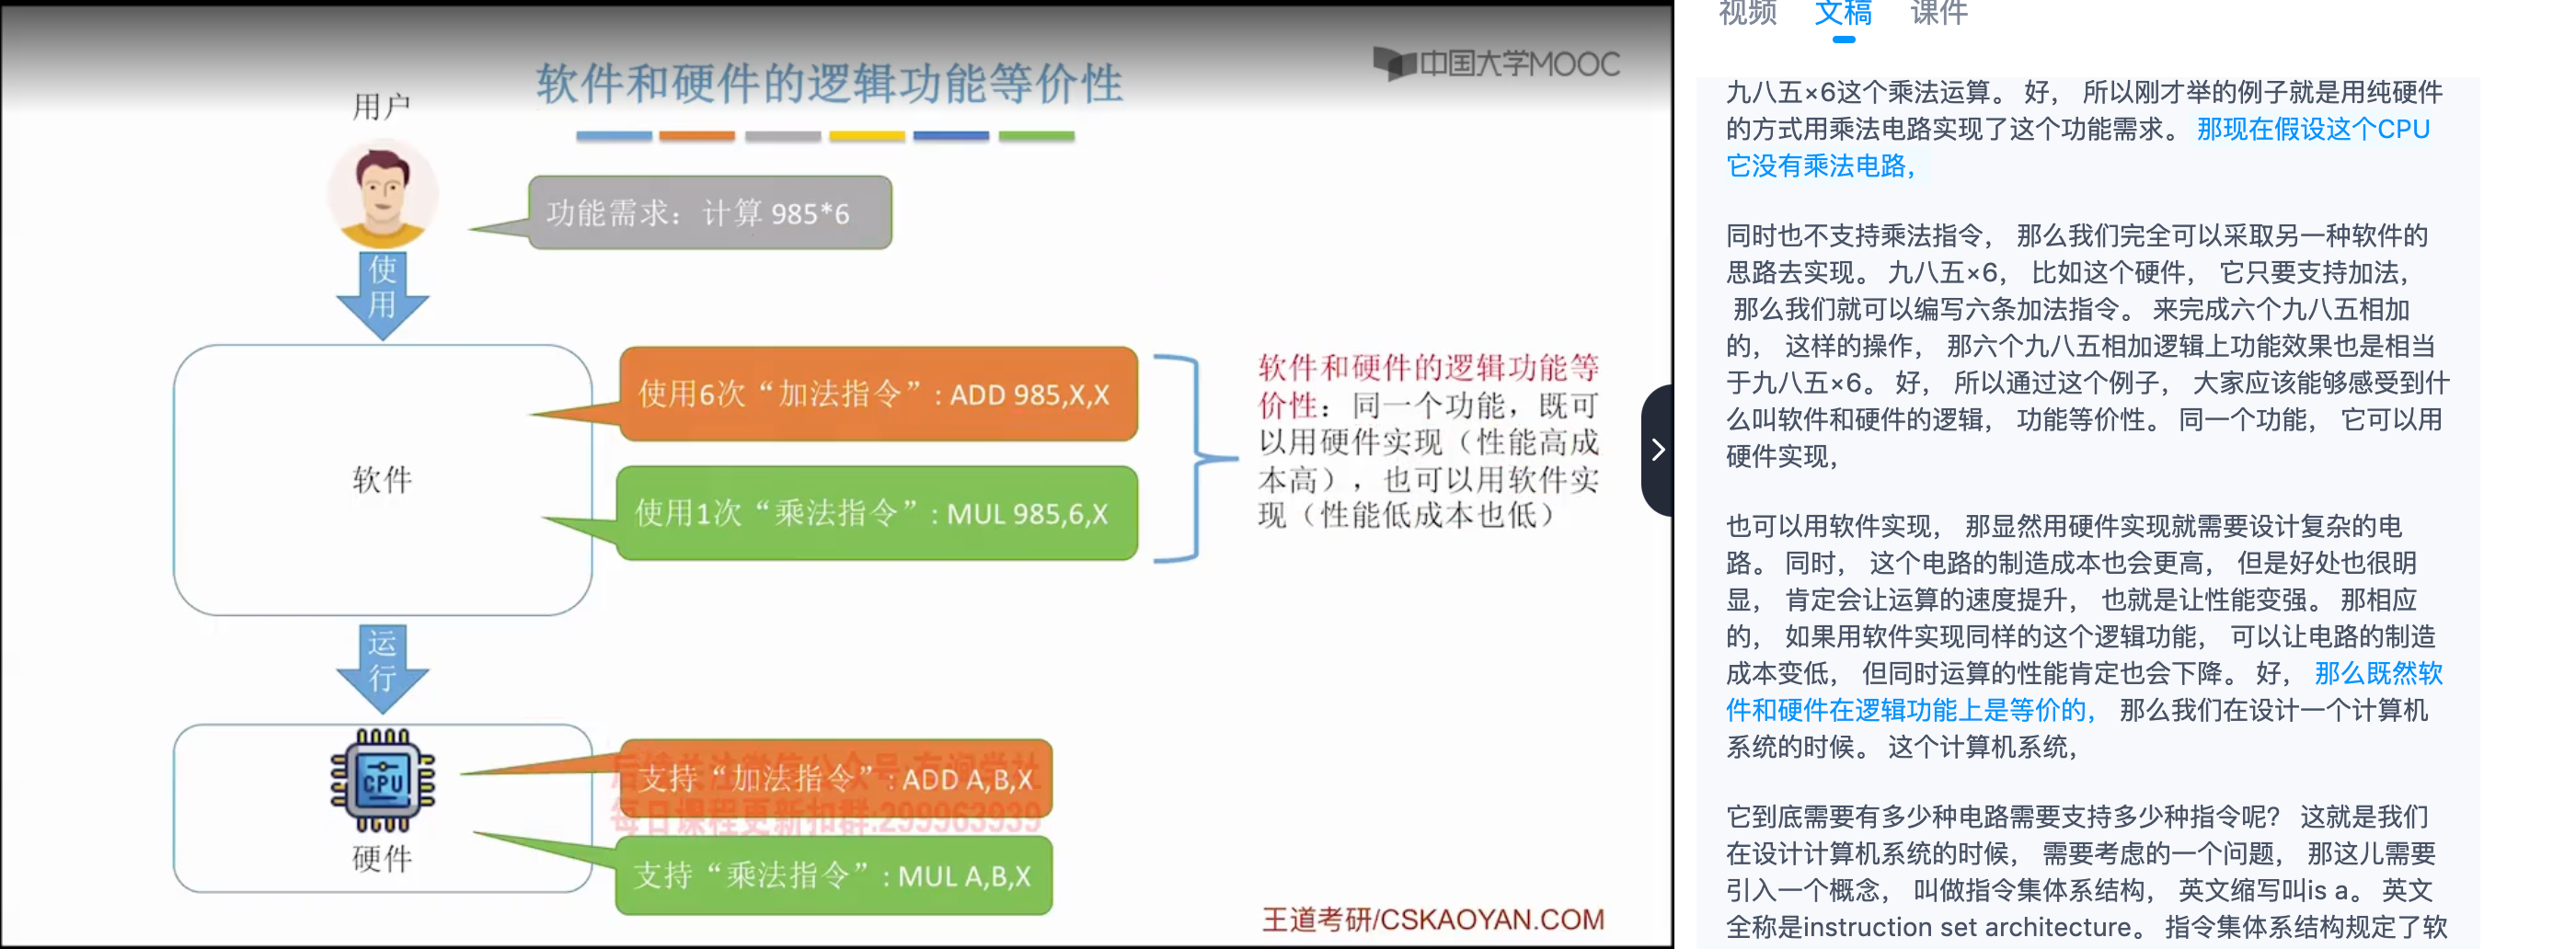 软件和硬件的逻辑功能等价性
中国大学MOOC
用户
功能需求：计算 985*6
使
用
软件
使用6次“加法指令”: ADD 985,X,X
使用1次“乘法指令”: MUL 985,6,X
软件和硬件的逻辑功能等
价性：同一个功能，既可
以用硬件实现（性能高成
本高），也可以用软件实
现（性能低成本也低）
运
行
CPU
硬件
支持“加法指令”: ADD A,B,X
每日课程更新扣群:299963939
支持“乘法指令”: MUL A,B,X
王道考研/CSKAOYAN.COM
视频 文稿 课件
九八五×6这个乘法运算。 好， 所以刚才举的例子就是用纯硬件
的方式用乘法电路实现了这个功能需求。 那现在假设这个CPU
它没有乘法电路，
同时也不支持乘法指令， 那么我们完全可以采取另一种软件的
思路去实现。 九八五×6， 比如这个硬件， 它只要支持加法，
那么我们就可以编写六条加法指令。 来完成六个九八五相加
的， 这样的操作， 那六个九八五相加逻辑上功能效果也是相当
于九八五×6。 好， 所以通过这个例子， 大家应该能够感受到什
么叫软件和硬件的逻辑， 功能等价性。 同一个功能， 它可以用
硬件实现，
也可以用软件实现， 那显然用硬件实现就需要设计复杂的电
路。 同时， 这个电路的制造成本也会更高， 但是好处也很明
显， 肯定会让运算的速度提升， 也就是让性能变强。 那相应
的， 如果用软件实现同样的这个逻辑功能， 可以让电路的制造
成本变低， 但同时运算的性能肯定也会下降。 好， 那么既然软
件和硬件在逻辑功能上是等价的， 那么我们在设计一个计算机
系统的时候。 这个计算机系统，
它到底需要有多少种电路需要支持多少种指令呢？ 这就是我们
在设计计算机系统的时候， 需要考虑的一个问题， 那这儿需要
引入一个概念， 叫做指令集体系结构， 英文缩写叫is a。 英文
全称是instruction set architecture。 指令集体系结构规定了软